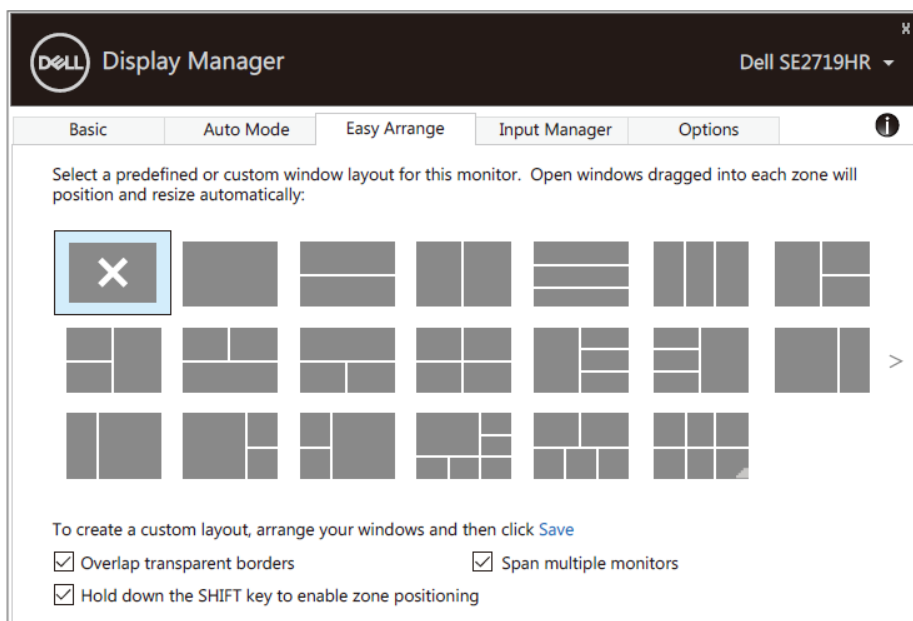 x
DELL
Display Manager
Dell SE2719HR
Basic
Auto Mode
Easy Arrange
Input Manager
Options
i
Select a predefined or custom window layout for this monitor. Open windows dragged into each zone will
position and resize automatically:
>
To create a custom layout, arrange your windows and then click Save
Overlap transparent borders
Span multiple monitors
Hold down the SHIFT key to enable zone positioning